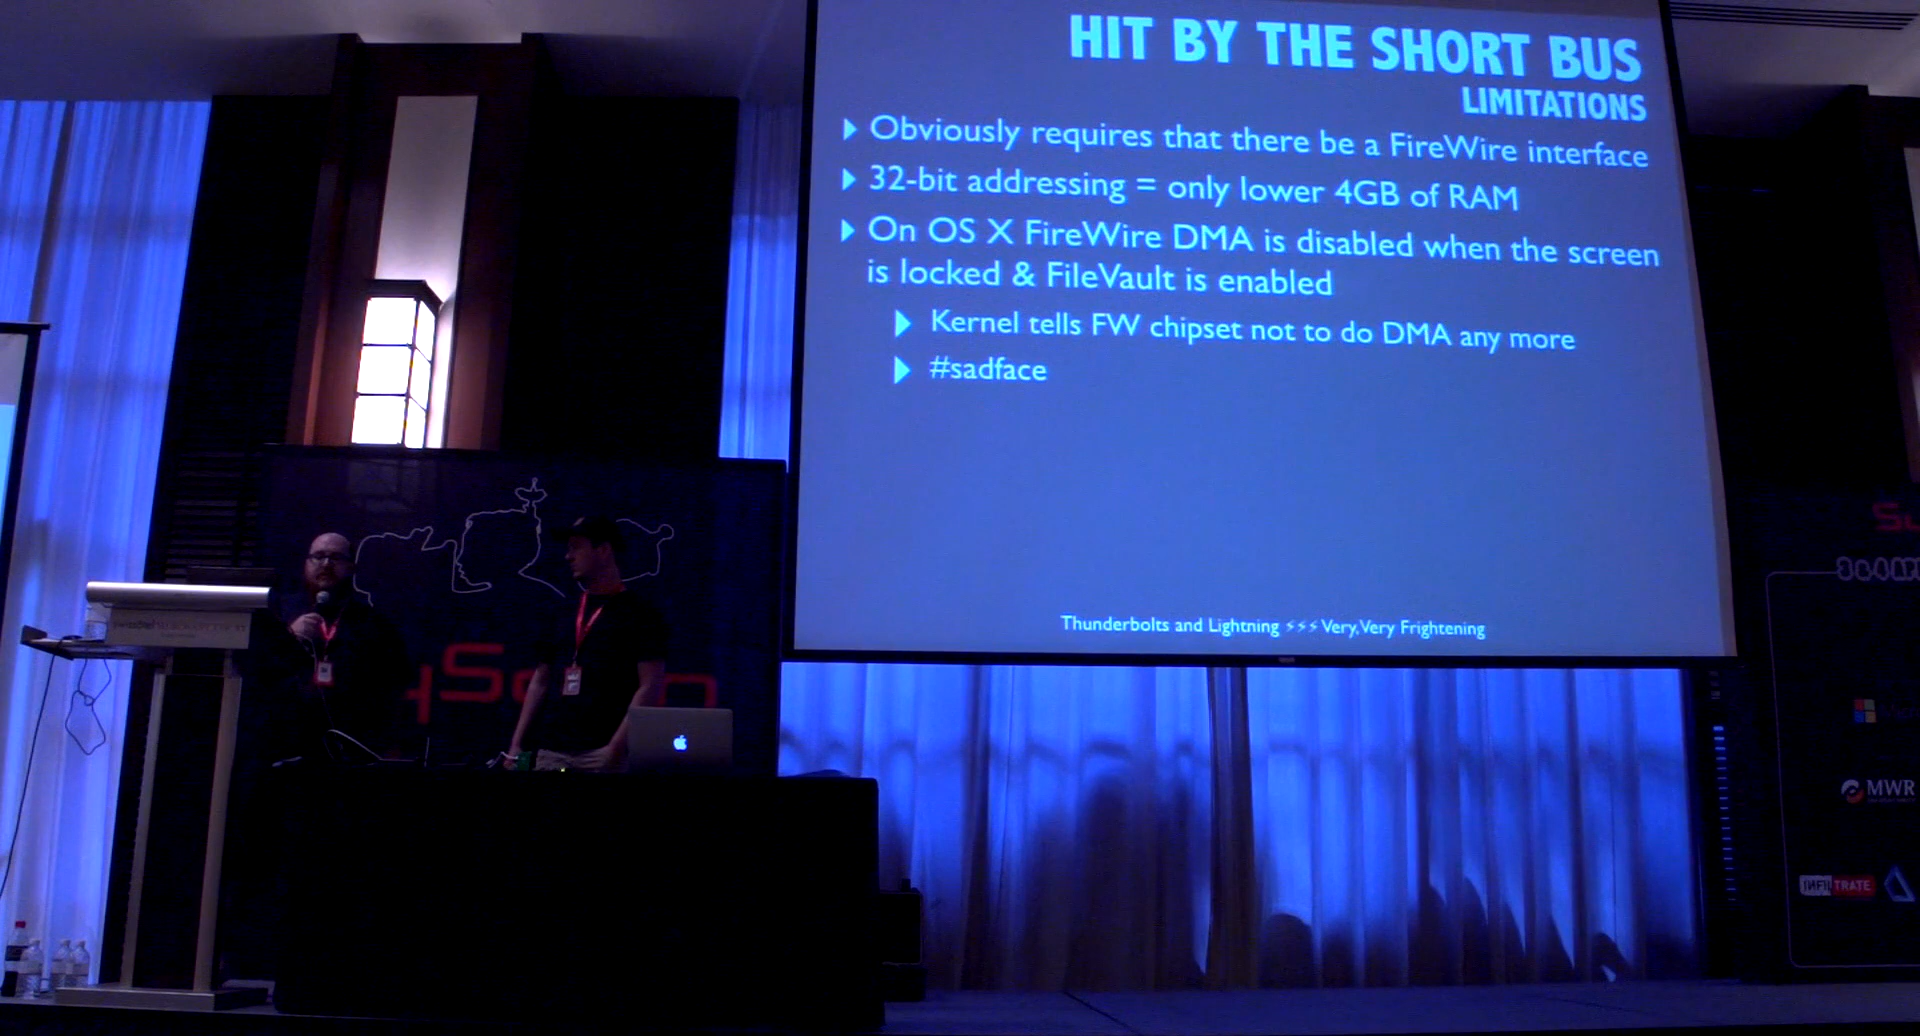 HIT BY THE SHORT BUS
LIMITATIONS
Obviously requires that there be a FireWire interface
32-bit addressing = only lower 4GB of RAM
On OS X FireWire DMA is disabled when the screen
is locked & FileVault is enabled
Kernel tells FW chipset not to do DMA any more
#sadface
Thunderbolts and Lightning ⚡⚡⚡ Very, Very Frightening
MWR
INFILTRATE